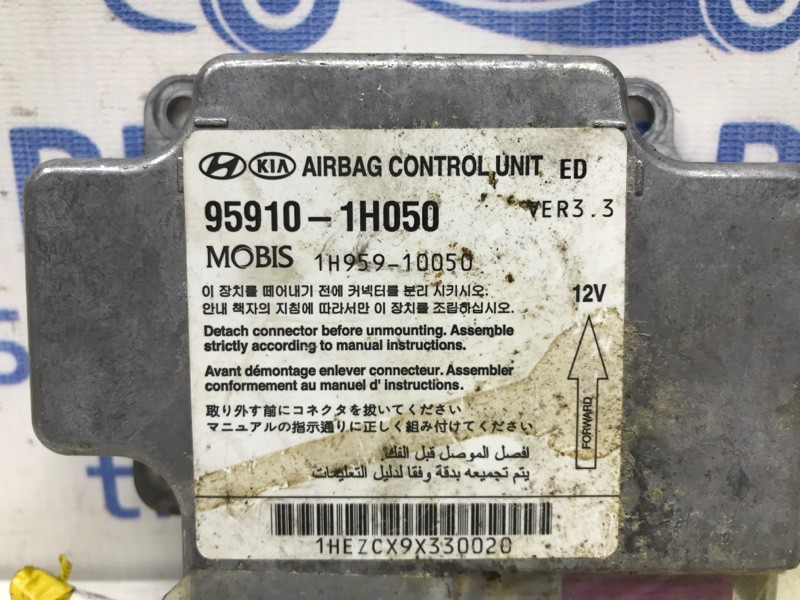 KIA AIRBAG CONTROL UNIT ED
95910-1H050 VER3.3
MOBIS 1H959-10050
이 장치를 떼어내기 전에 커넥터를 분리 시키시오.
안내 책자의 지침에 따라서만 이 장치를 조립하십시오.
12V
Detach connector before unmounting. Assemble
strictly according to manual instructions.
Avant démontage enlever connecteur. Assembler
conformement au manuel d' instructions.
取り外す前にコネクタを抜いてください
マニュアルの指示通りに正しく組み付けてください
FORWARD
افصل الموصل قبل الفك.
يتم تجميعه بدقة وفقا لدليل التعليمات
1HEZCX9X330020